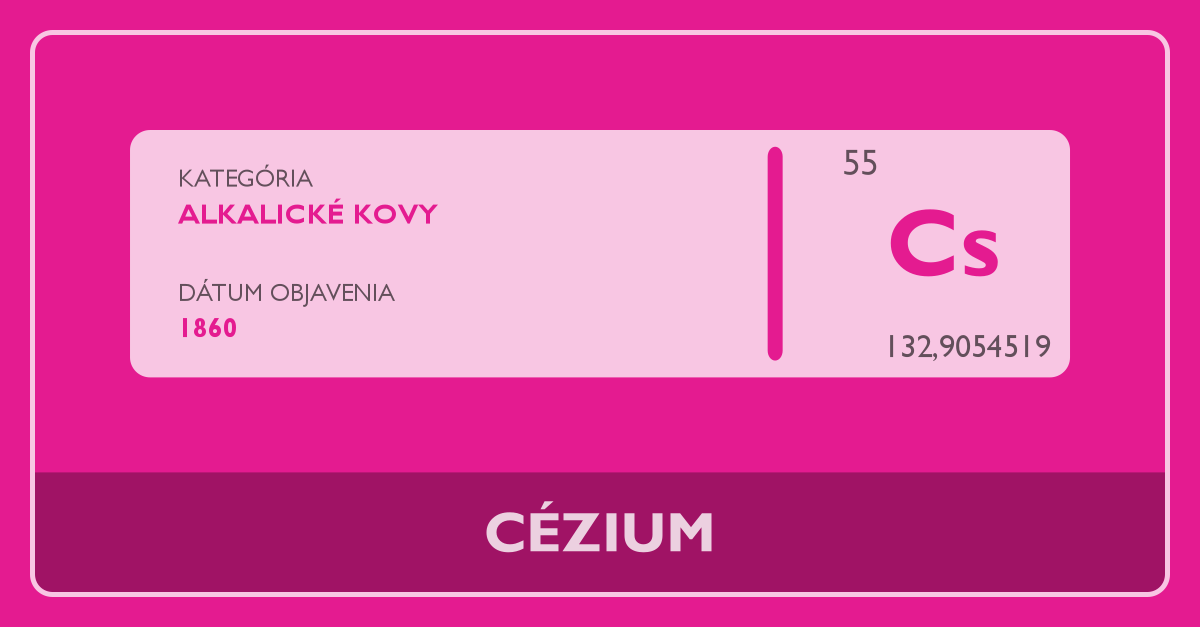 KATEGÓRIA
ALKALICKÉ KOVY
DÁTUM OBJAVENIA
1860
55
Cs
132,9054519
CÉZIUM